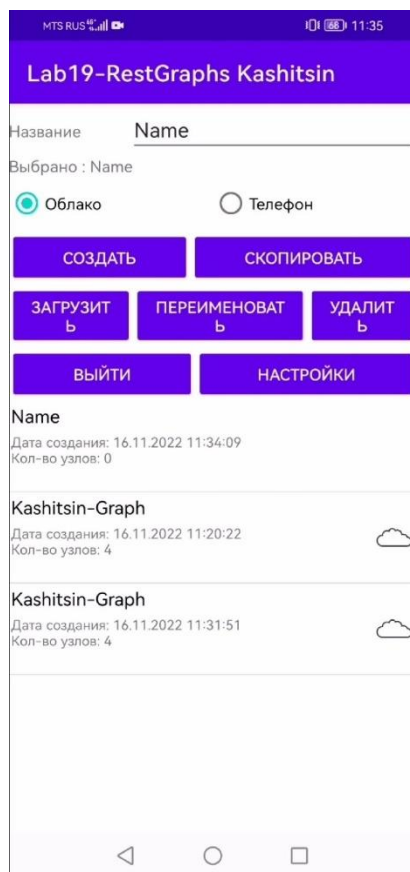 MTS RUS 68 11:35
Lab19-RestGraphs Kashitsin
Название Name
Выбрано : Name
Облако Телефон
СОЗДАТЬ СКОПИРОВАТЬ
ЗАГРУЗИТ
Ь
ПЕРЕИМЕНОВАТ
Ь
УДАЛИТ
Ь
ВЫЙТИ НАСТРОЙКИ
Name
Дата создания: 16.11.2022 11:34:09
Кол-во узлов: 0
Kashitsin-Graph
Дата создания: 16.11.2022 11:20:22
Кол-во узлов: 4
Kashitsin-Graph
Дата создания: 16.11.2022 11:31:51
Кол-во узлов: 4